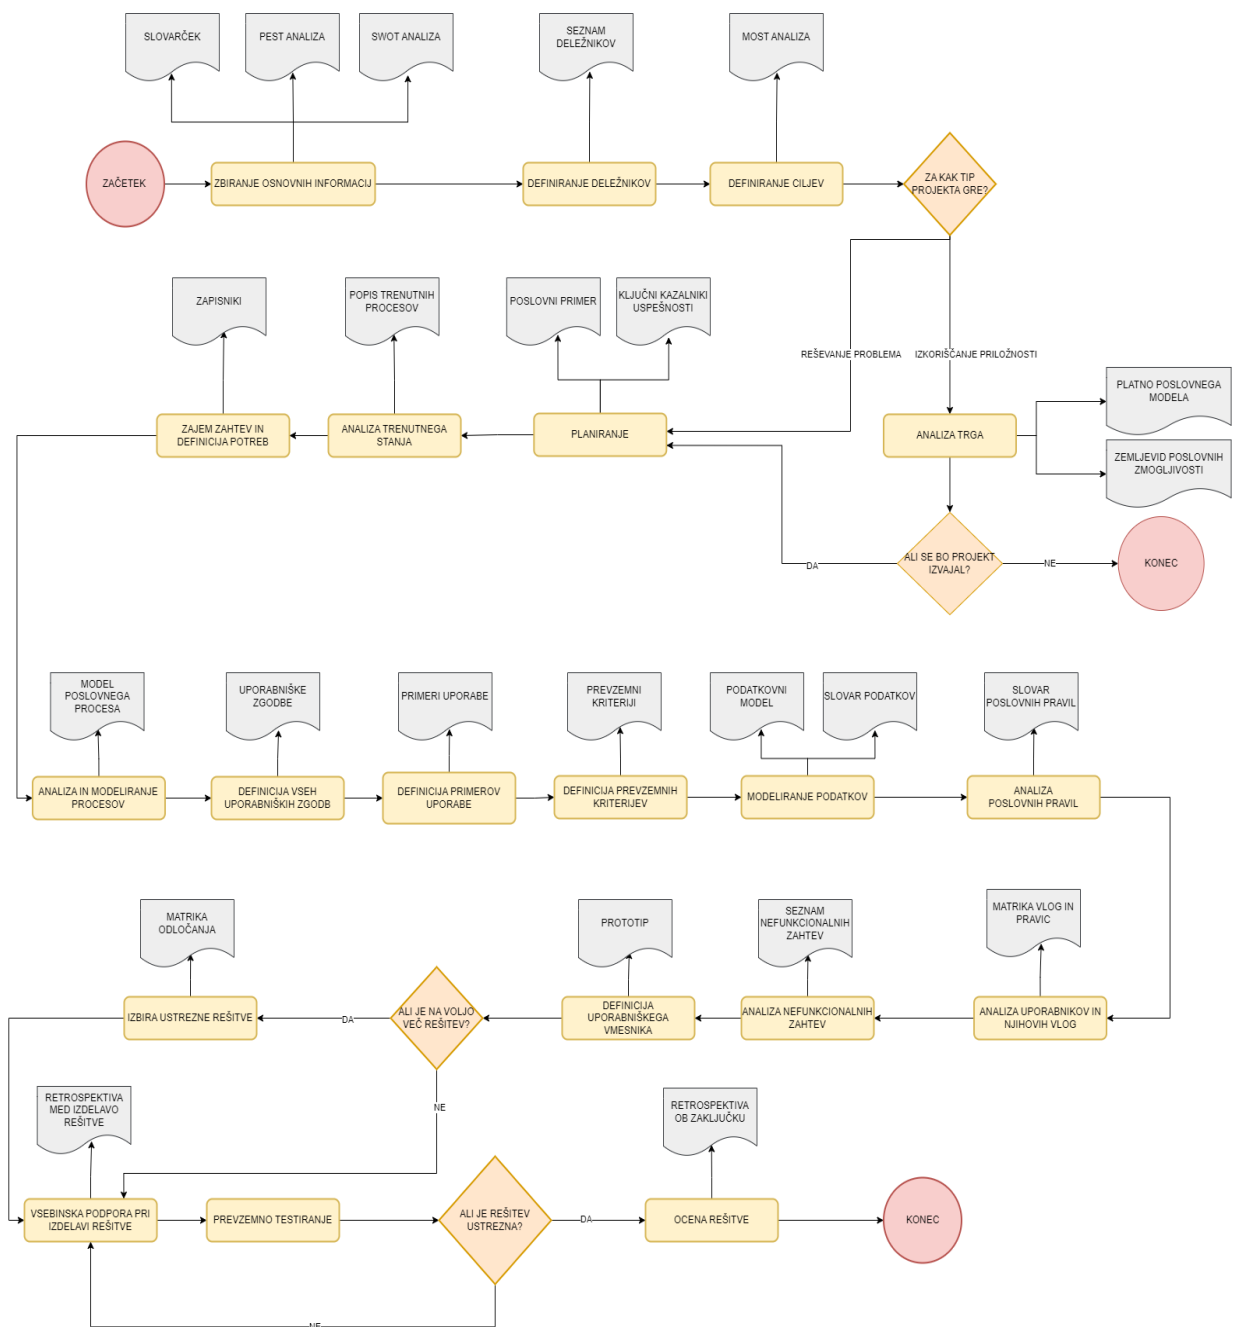 SLOVARČEK
PEST ANALIZA
SWOT ANALIZA
SEZNAM
DELEŽNIKOV
MOST ANALIZA
ZAČETEK
ZBIRANJE OSNOVNIH INFORMACIJ
DEFINIRANJE DELEŽNIKOV
DEFINIRANJE CILJEV
ZA KAK TIP
PROJEKTA GRE?
ZAPISNIKI
POPIS TRENUTNIH
PROCESOV
POSLOVNI PRIMER
KLJUČNI KAZALNIKI
USPEŠNOSTI
REŠEVANJE PROBLEMA
IZKORIŠČANJE PRILOŽNOSTI
PLATNO POSLOVNEGA
MODELA
ZAJEM ZAHTEV IN
DEFINICIJA POTREB
ANALIZA TRENUTNEGA
STANJA
PLANIRANJE
ANALIZA TRGA
ZEMLJEVID POSLOVNIH
ZMOGLJIVOSTI
ALI SE BO PROJEKT
IZVAJAL?
DA
NE
KONEC
MODEL
POSLOVNEGA
PROCESA
UPORABNIŠKE
ZGODBE
PRIMERI UPORABE
PREVZEMNI
KRITERIJI
PODATKOVNI
MODEL
SLOVAR PODATKOV
SLOVAR
POSLOVNIH PRAVIL
ANALIZA IN MODELIRANJE
PROCESOV
DEFINICIJA VSEH
UPORABNIŠKIH ZGODB
DEFINICIJA PRIMEROV
UPORABE
DEFINICIJA PREVZEMNIH
KRITERIJEV
MODELIRANJE PODATKOV
ANALIZA
POSLOVNIH PRAVIL
MATRIKA
ODLOČANJA
PROTOTIP
SEZNAM
NEFUNKCIONALNIH
ZAHTEV
MATRIKA VLOG IN
PRAVIC
IZBIRA USTREZNE REŠITVE
DA
ALI JE NA VOLJO
VEČ REŠITEV?
DEFINICIJA
UPORABNIŠKEGA
VMESNIKA
ANALIZA NEFUNKCIONALNIH
ZAHTEV
ANALIZA UPORABNIKOV IN
NJIHOVIH VLOG
NE
RETROSPEKTIVA
MED IZDELAVO
REŠITVE
RETROSPEKTIVA
OB ZAKLJUČKU
VSEBINSKA PODPORA PRI
IZDELAVI REŠITVE
PREVZEMNO TESTIRANJE
ALI JE REŠITEV
USTREZNA?
DA
OCENA REŠITVE
KONEC
NE